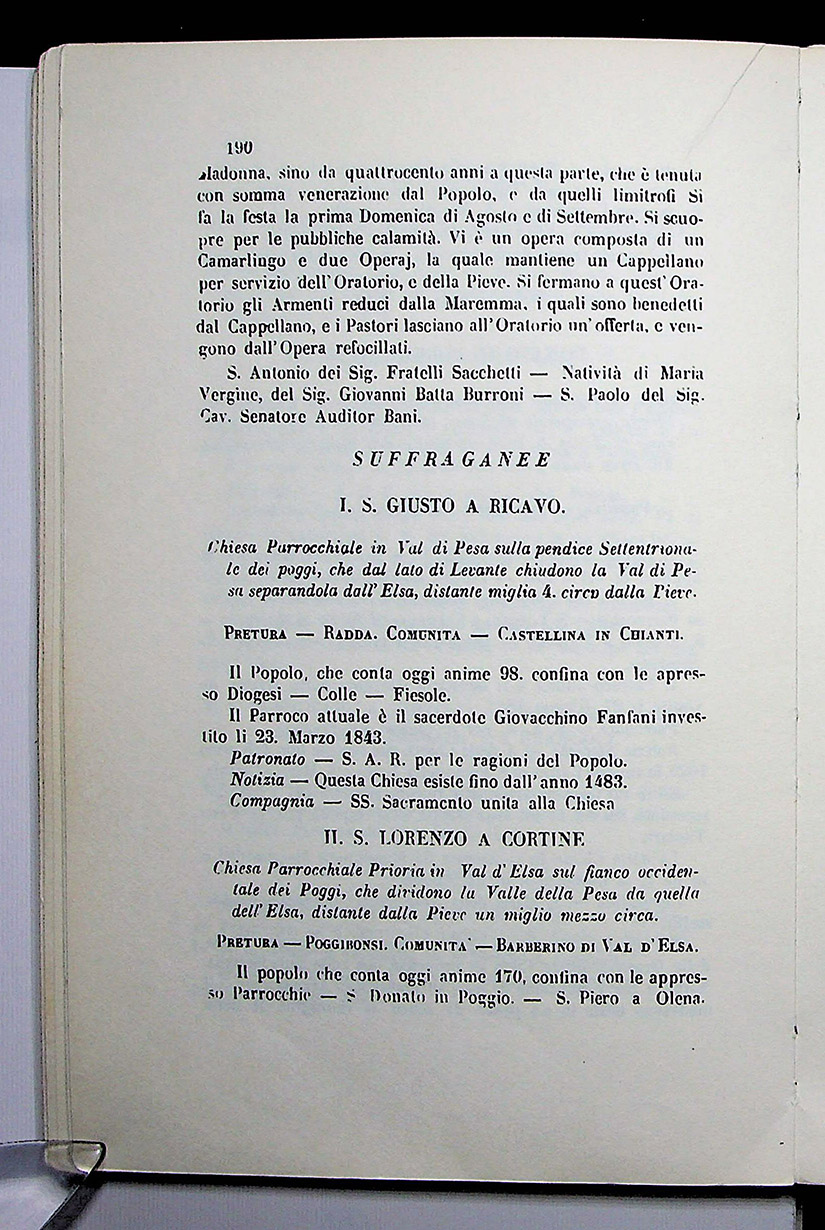 190
Madonna, sino da quattrocento anni a questa parte, che è tenuta
con somma venerazione dal Popolo, e da quelli limitrofi Si
fa la festa la prima Domenica di Agosto e di Settembre. Si scuo-
pre per le pubbliche calamità. Vi è un opera composta di un
Camarlingo e due Operaj, la quale mantiene un Cappellano
per servizio dell'Oratorio, e della Pieve. Si fermano a quest'Ora-
torio gli Armenti reduci dalla Maremma, i quali sono benedetti
dal Cappellano, e i Pastori lasciano all'Oratorio un'offerta, e ven-
gono dall'Opera refocillati.
S. Antonio dei Sig. Fratelli Sacchetti — Natività di Maria
Vergine, del Sig. Giovanni Batta Burroni — S. Paolo del Sig.
Cav. Senatore Auditor Bani.
SUFFRAGANEE
I. S. GIUSTO A RICAVO.
Chiesa Parrocchiale in Val di Pesa sulla pendice Settentriona-
le dei poggi, che dal lato di Levante chiudono la Val di Pe-
sa separandola dall'Elsa, distante miglia 4. circa dalla Pieve.
PRETURA — RADDA. COMUNITA — CASTELLINA IN CHIANTI.
Il Popolo, che conta oggi anime 98. confina con le apres-
so Diogesi — Colle — Fiesole.
Il Parroco attuale è il sacerdote Giovacchino Fanfani inves-
tito li 23. Marzo 1843.
Patronato — S. A. R. per le ragioni del Popolo.
Notizia — Questa Chiesa esiste fino dall'anno 1483.
Compagnia — SS. Sacramento unita alla Chiesa
II. S. LORENZO A CORTINE
Chiesa Parrocchiale Prioria in Val d'Elsa sul fianco occiden-
tale dei Poggi, che dividono la Valle della Pesa da quella
dell'Elsa, distante dalla Pieve un miglio mezzo circa.
PRETURA — POGGIBONSI. COMUNITA' — BARBERINO DI VAL D'ELSA.
Il popolo che conta oggi anime 170, confina con le appres-
so Parrocchie — S Donato in Poggio. — S. Piero a Olena.